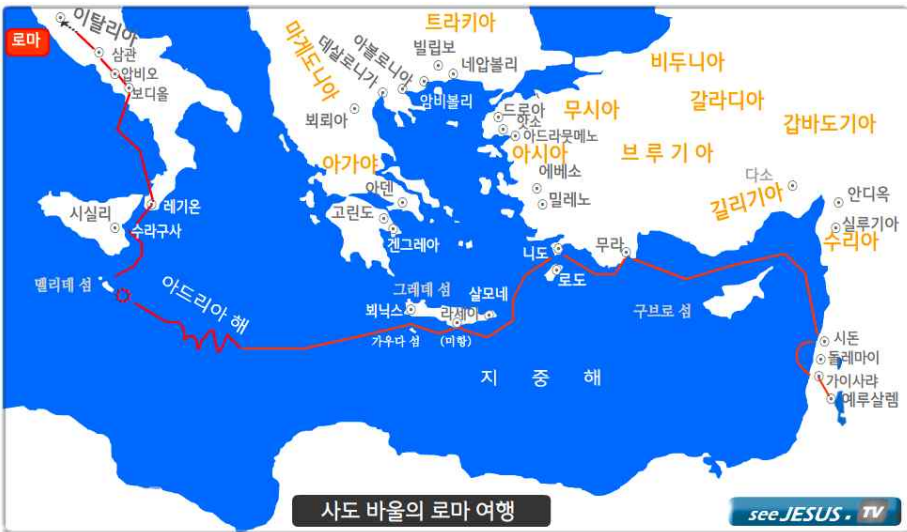 이탈리아
로마
삼관
압비오
보디올
마게도니아
데살로니가
아볼로니아
트라키아
빌립보
네압볼리
암비볼리
뵈뢰아
비두니아
갈라디아
갑바도기아
드로아
앗소
아드라뭇메노
무시아
아시아
브루기아
에베소
밀레노
아가야
아덴
고린도
겐그레아
다소
길리기아
안디옥
실루기아
수리아
시실리
레기온
수라구사
멜리데 섬
아드리아 해
니도
로도
무라
그레데 섬
살모네
뵈닉스
라세아
가우다 섬
(미항)
구브로 섬
시돈
돌레마이
가이사랴
예루살렘
지 중 해
사도 바울의 로마 여행
seeJESUS. TV